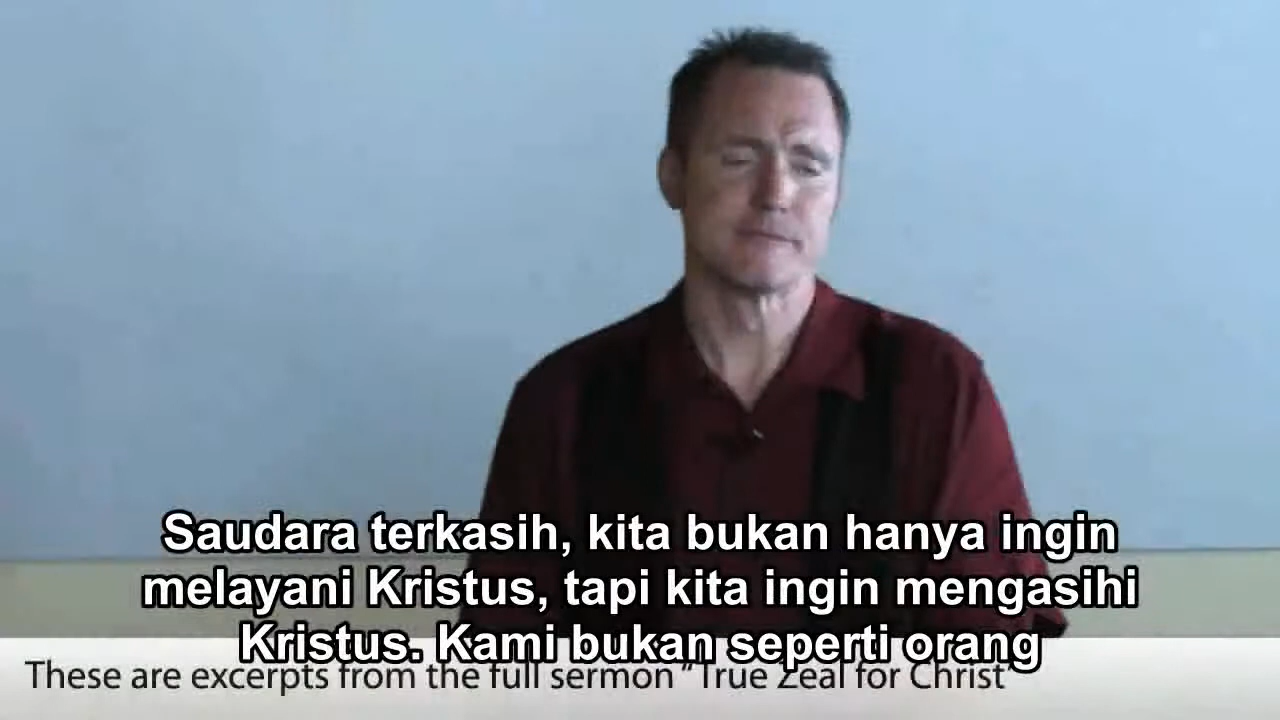 Saudara terkasih, kita bukan hanya ingin
melayani Kristus, tapi kita ingin mengasihi
Kristus. Kami bukan seperti orang
These are excerpts from the full sermon "True Zeal for Christ"